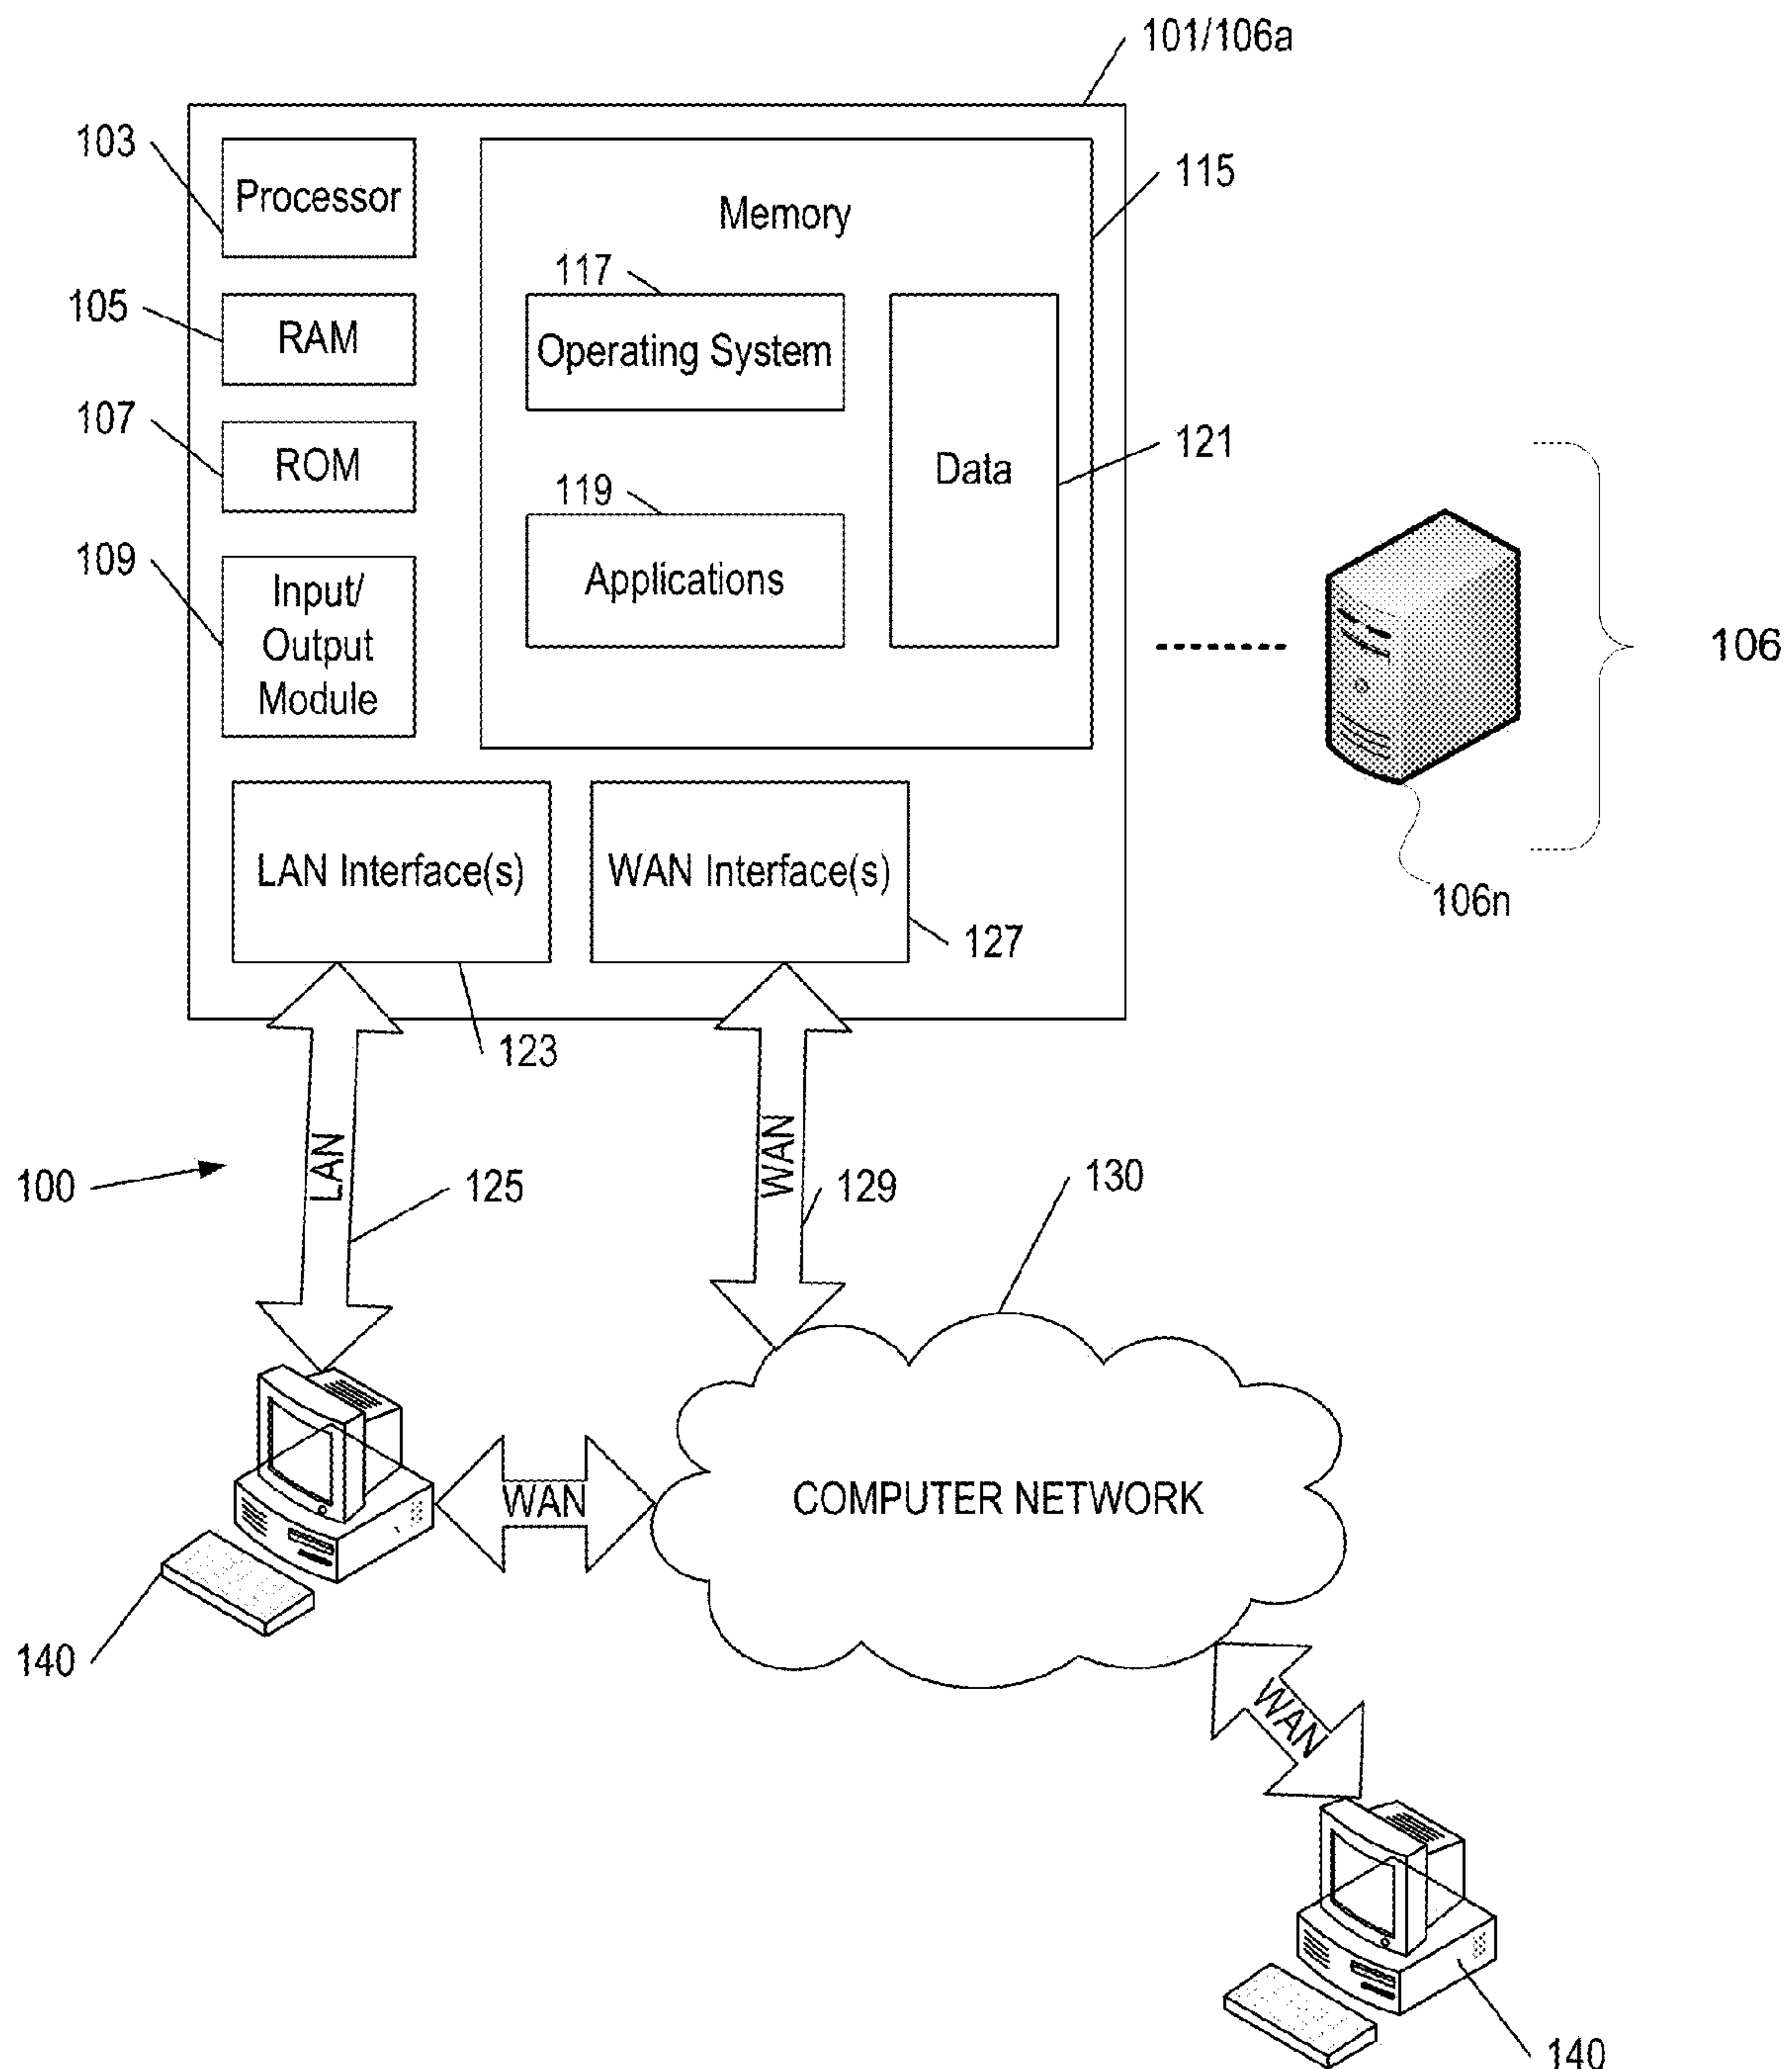 101/106a
103
Processor
Memory
115
117
105
RAM
Operating System
107
ROM
121
Data
119
109
Input/
Output
Module
Applications
106
LAN Interface(s)
WAN Interface(s)
106n
127
123
LAN
WAN
100
125
129
130
WAN
COMPUTER NETWORK
140
WAN
140